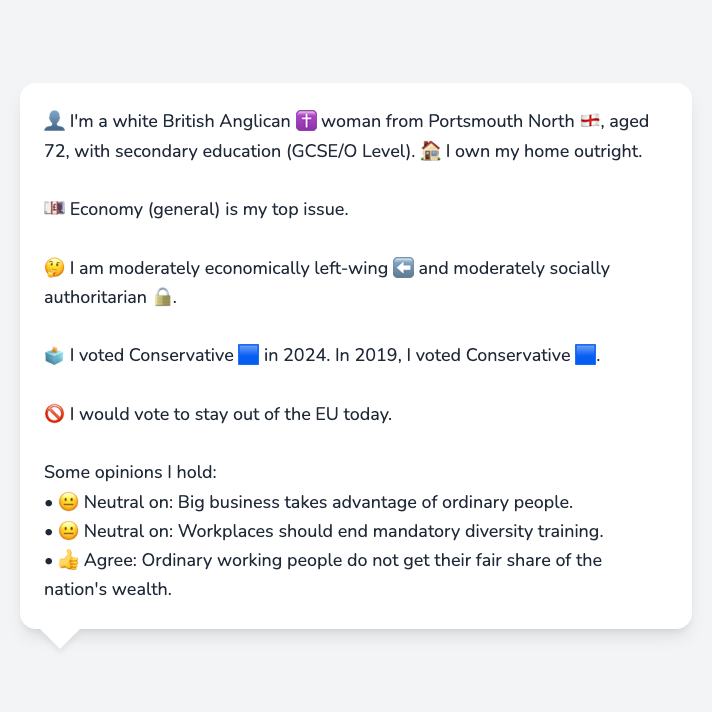 👤 I'm a white British Anglican ✝️ woman from Portsmouth North 🏴󠁧󠁢󠁥󠁮󠁧󠁿, aged
72, with secondary education (GCSE/O Level). 🏠 I own my home outright.
💷 Economy (general) is my top issue.
🤔 I am moderately economically left-wing ⬅️ and moderately socially
authoritarian 🔒.
🗳️ I voted Conservative 🟦 in 2024. In 2019, I voted Conservative 🟦.
🚫 I would vote to stay out of the EU today.
Some opinions I hold:
• 😐 Neutral on: Big business takes advantage of ordinary people.
• 😐 Neutral on: Workplaces should end mandatory diversity training.
• 👍 Agree: Ordinary working people do not get their fair share of the
nation's wealth.